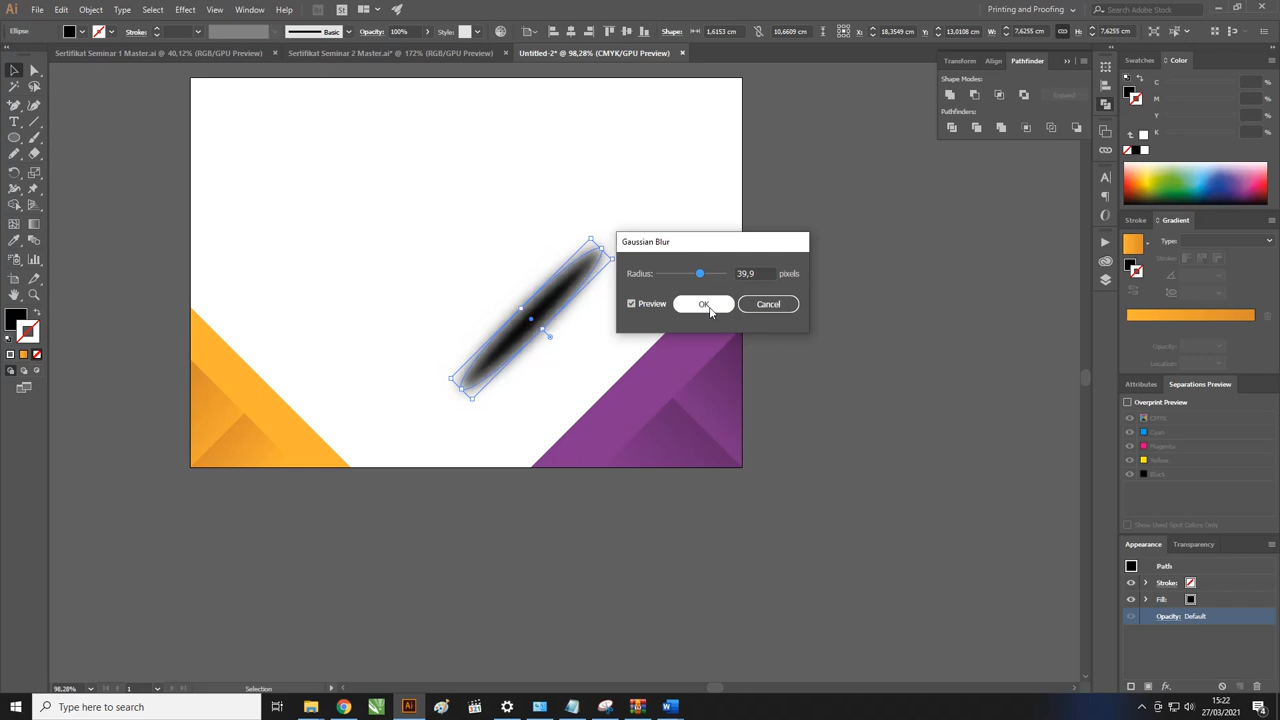 Ai File Edit Object Type Select Effect View Window Help Br St Printing and Proofing Search Adobe Stock
Ellipse Stroke: Basic Opacity: 100% Style: Shape: 1,6153 cm 10,6609 cm X: 18,3549 cm Y: 13,0108 cm W: 7,6255 cm H: 7,6255 cm
Sertifikat Seminar 1 Master.ai @ 40,12% (RGB/GPU Preview) × Sertifikat Seminar 2 Master.ai* @ 172% (RGB/GPU Preview) × Untitled-2* @ 98,28% (CMYK/GPU Preview) ×
Transform Align Pathfinder
Swatches Color
Shape Modes:
Expand
Pathfinders:
C %
M %
Y %
K %
Stroke Gradient
Type:
Stroke:
Opacity:
Location:
Gaussian Blur
Radius: 39,9 pixels
Preview OK Cancel
Attributes Separations Preview
Overprint Preview
CMYK
Cyan
Magenta
Yellow
Black
Show Used Spot Colors Only
Appearance Transparency
Path
Stroke:
Fill:
Opacity: Default
fx
98,28% 1 Selection
Type here to search
Ai
15:22
27/03/2021